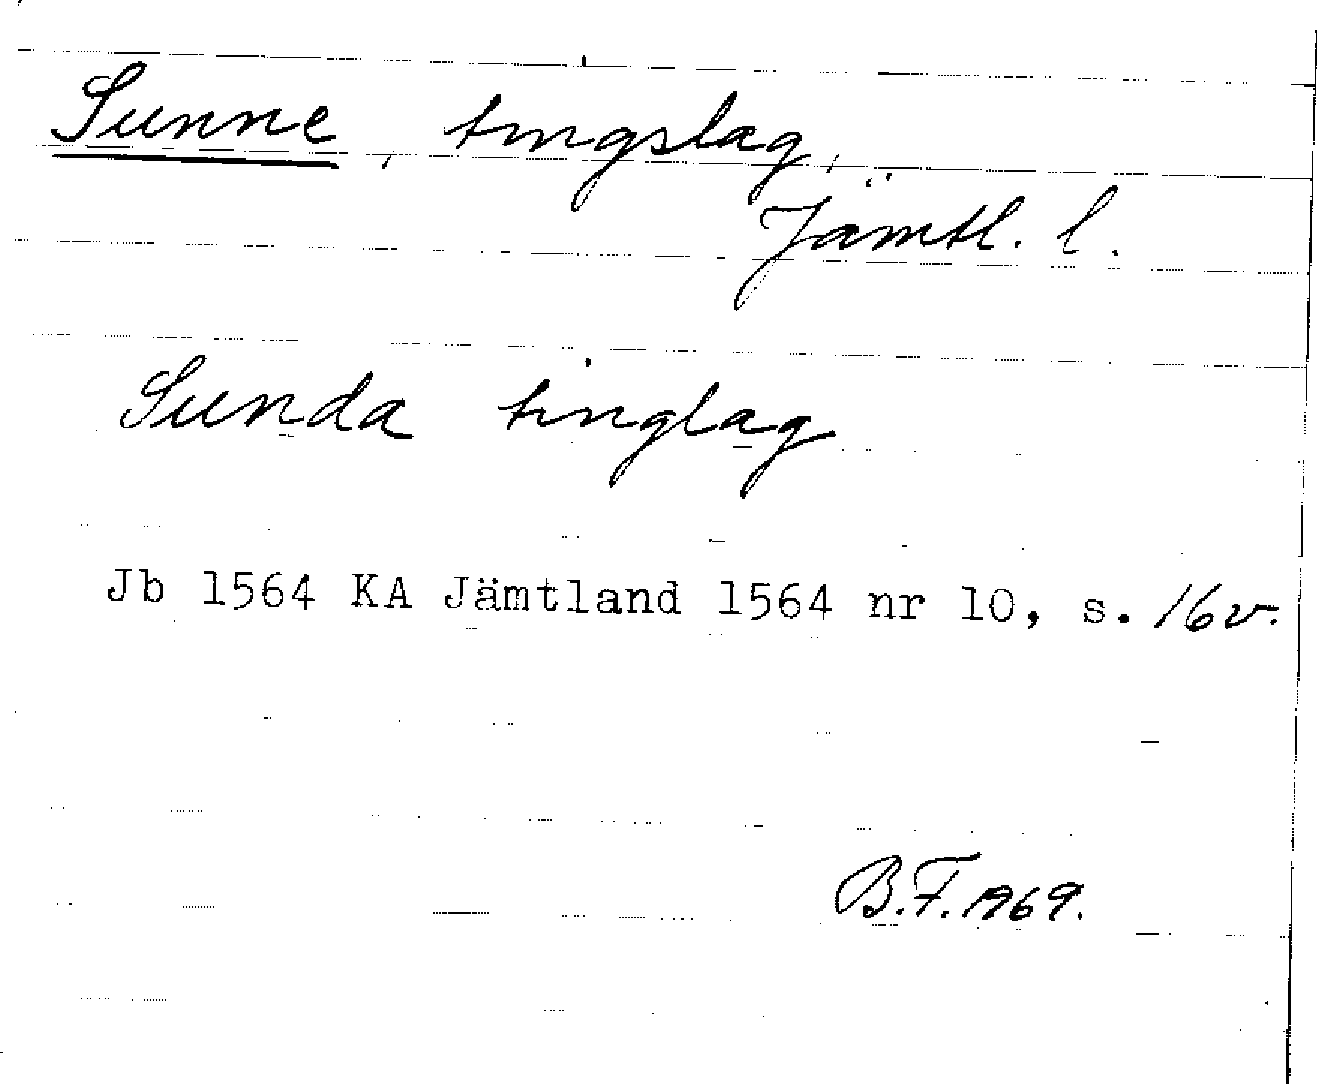 Sunne, tingslag,
Jämtl. l.
Sunda tinglag
Jb 1564 KA Jämtland 1564 nr 10, s. 16v.
B.F. 1969.